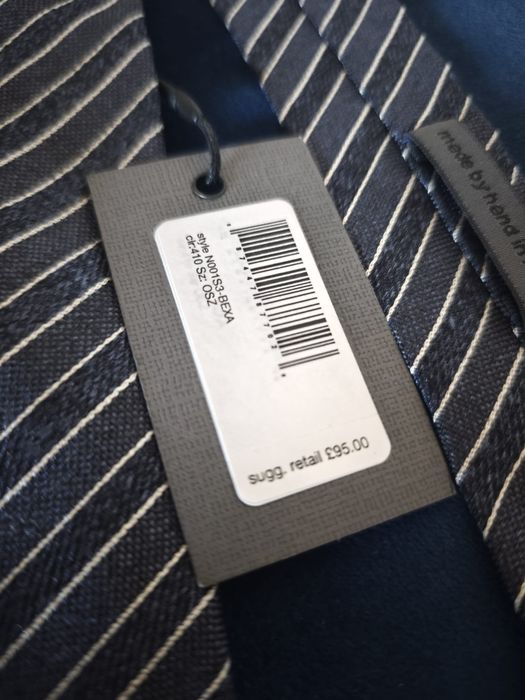 style N001S3-BEXA
clr:410 Sz: OSZ
sugg. retail £95.00
made by hand in